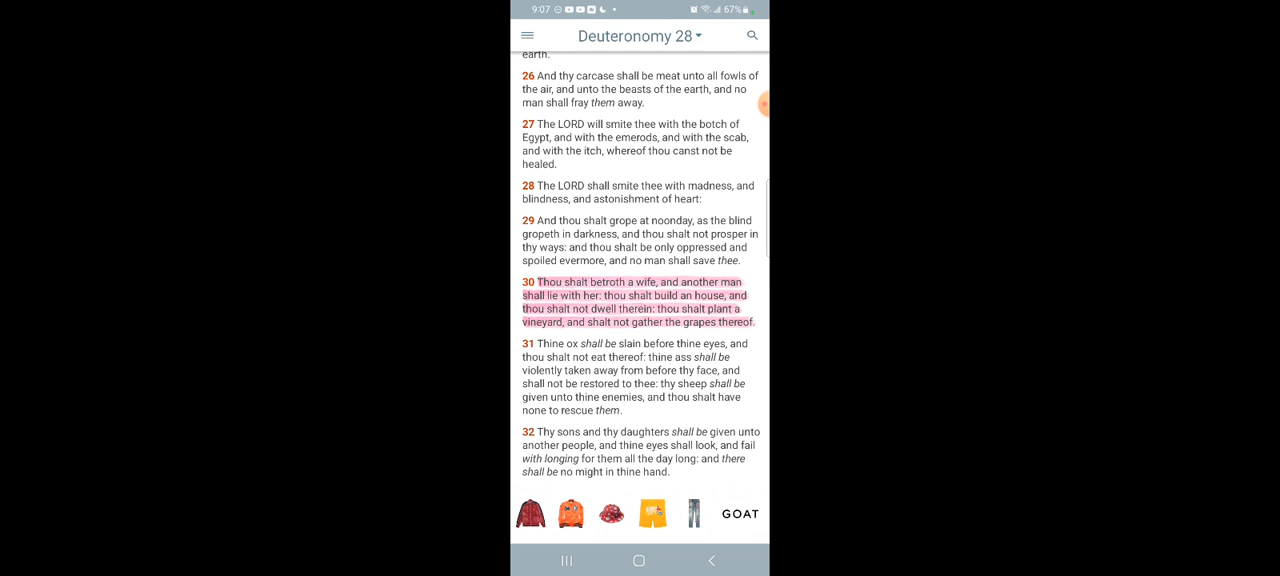 9:07
67%
Deuteronomy 28
earth.
26 And thy carcase shall be meat unto all fowls of
the air, and unto the beasts of the earth, and no
man shall fray them away.
27 The LORD will smite thee with the botch of
Egypt, and with the emerods, and with the scab,
and with the itch, whereof thou canst not be
healed.
28 The LORD shall smite thee with madness, and
blindness, and astonishment of heart:
29 And thou shalt grope at noonday, as the blind
gropeth in darkness, and thou shalt not prosper in
thy ways: and thou shalt be only oppressed and
spoiled evermore, and no man shall save thee.
30 Thou shalt betroth a wife, and another man
shall lie with her: thou shalt build an house, and
thou shalt not dwell therein: thou shalt plant a
vineyard, and shalt not gather the grapes thereof.
31 Thine ox shall be slain before thine eyes, and
thou shalt not eat thereof: thine ass shall be
violently taken away from before thy face, and
shall not be restored to thee: thy sheep shall be
given unto thine enemies, and thou shalt have
none to rescue them.
32 Thy sons and thy daughters shall be given unto
another people, and thine eyes shall look, and fail
with longing for them all the day long: and there
shall be no might in thine hand.
GOAT